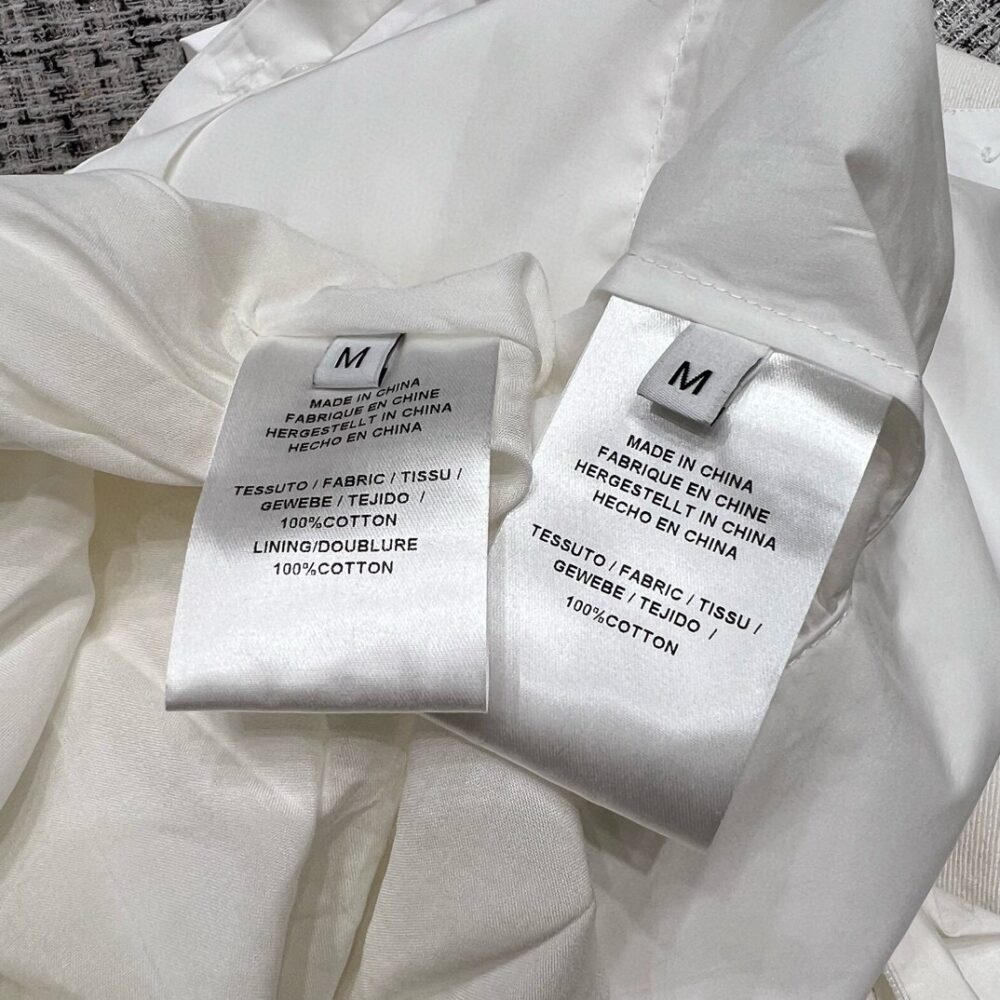 M
MADE IN CHINA
FABRIQUE EN CHINE
HERGESTELLT IN CHINA
HECHO EN CHINA
TESSUTO / FABRIC / TISSU /
GEWEBE / TEJIDO /
100%COTTON
LINING/DOUBLURE
100%COTTON
M
MADE IN CHINA
FABRIQUE EN CHINE
HERGESTELLT IN CHINA
HECHO EN CHINA
TESSUTO / FABRIC / TISSU /
GEWEBE / TEJIDO /
100%COTTON